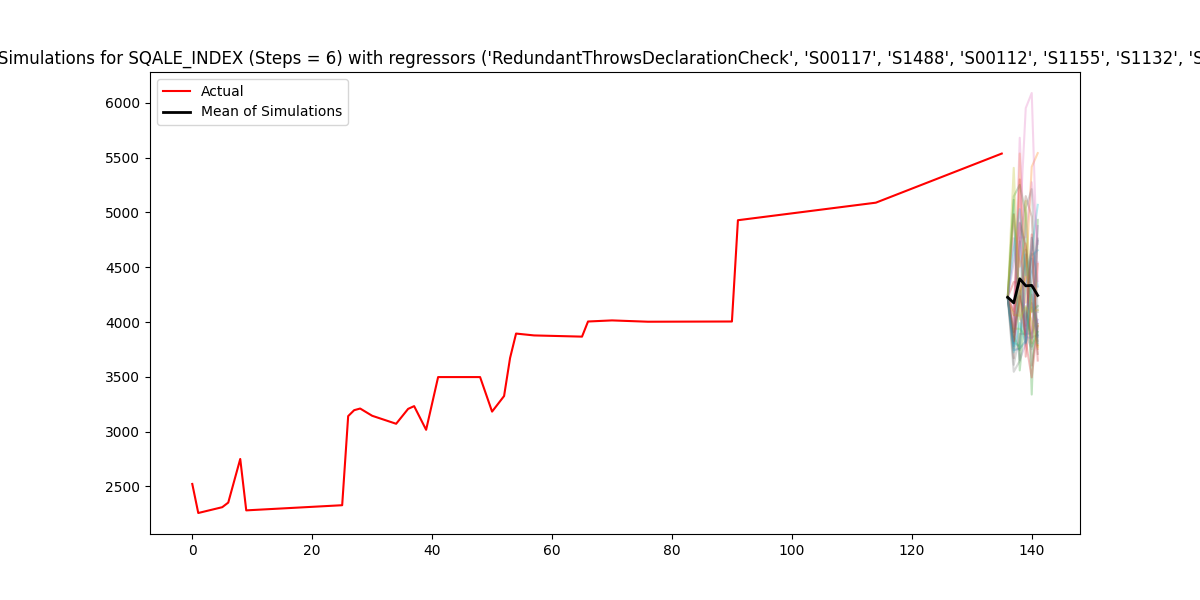 Simulations for SQALE_INDEX (Steps = 6) with regressors ('RedundantThrowsDeclarationCheck', 'S00117', 'S1488', 'S00112', 'S1155', 'S1132', 'S
Actual
Mean of Simulations
6000
5500
5000
4500
4000
3500
3000
2500
0 20 40 60 80 100 120 140